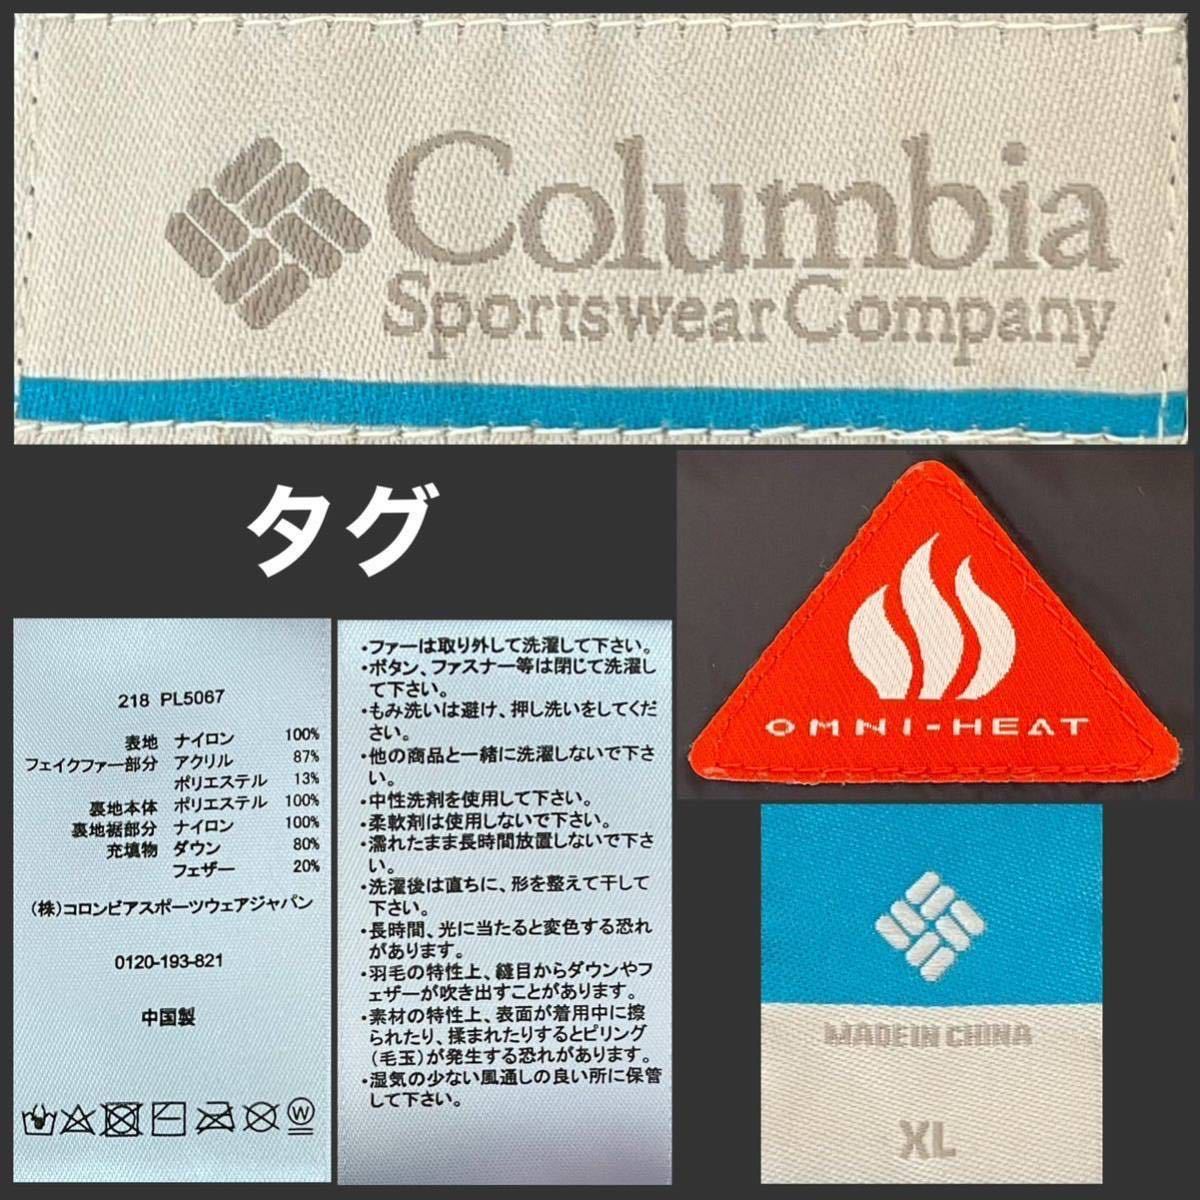 Columbia
Sportswear Company
タグ
OMNI-HEAT
218 PL5067
表地 ナイロン 100%
フェイクファー部分 アクリル 87%
ポリエステル 13%
裏地本体 ポリエステル 100%
裏地裾部分 ナイロン 100%
充填物 ダウン 80%
フェザー 20%
(株)コロンビアスポーツウェアジャパン
0120-193-821
中国製
W
・ファーは取り外して洗濯して下さい。
・ボタン、ファスナー等は閉じて洗濯し
て下さい。
・もみ洗いは避け、押し洗いをしてくだ
さい。
・他の商品と一緒に洗濯しないで下さ
い。
・中性洗剤を使用して下さい。
・柔軟剤は使用しないで下さい。
・濡れたまま長時間放置しないで下さ
い。
・洗濯後は直ちに、形を整えて干して
下さい。
・長時間、光に当たると変色する恐れ
があります。
・羽毛の特性上、縫目からダウンやフ
ェザーが吹き出すことがあります。
・素材の特性上、表面が着用中に擦
られたり、揉まれたりするとピリング
(毛玉)が発生する恐れがあります。
・湿気の少ない風通しの良い所に保管
して下さい。
MADE IN CHINA
XL